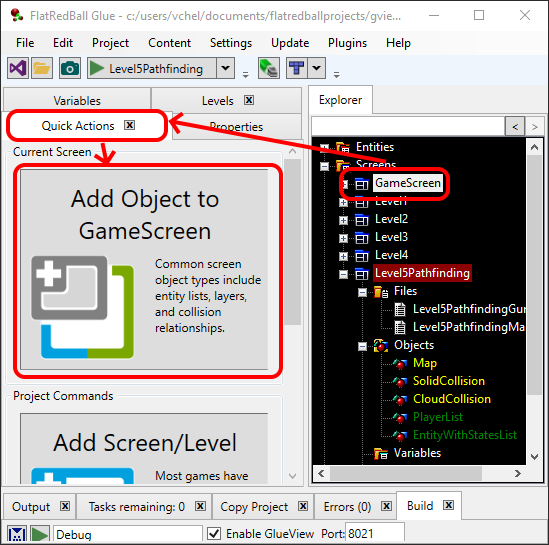 FlatRedBall Glue - c:/users/vchel/documents/flatredballprojects/gvie...
File Project Content Settings Update Plugins Help
Level5Pathfinding
Variables Levels
Quick Actions Properties
Current Screen
Add Object to
GameScreen
Common screen
object types include
entity lists, layers,
and collision
relationships.
Project Commands
Add Screen/Level
Most games have
Explorer
< >
Entities
Screens
GameScreen
Level1
Level2
Level3
Level4
Level5Pathfinding
Files
Level5PathfindingGu
Level5PathfindingMa
Objects
Map
SolidCollision
CloudCollision
PlayerList
EntityWithStatesList
Variables
Output Tasks remaining: 0 Copy Project Errors (0) Build
Debug Enable GlueView Port: 8021